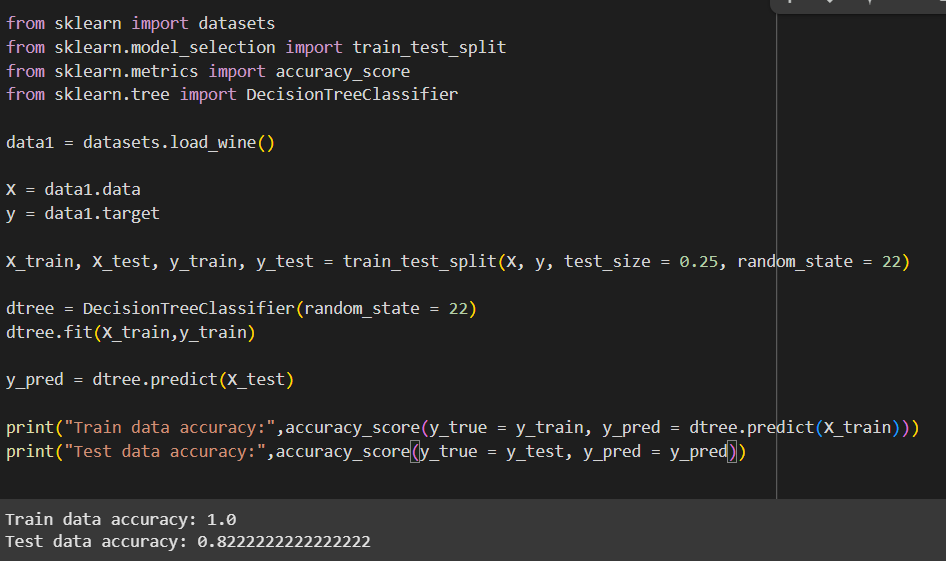 from sklearn import datasets
from sklearn.model_selection import train_test_split
from sklearn.metrics import accuracy_score
from sklearn.tree import DecisionTreeClassifier
data1 = datasets.load_wine()
X = data1.data
y = data1.target
X_train, X_test, y_train, y_test = train_test_split(X, y, test_size = 0.25, random_state = 22)
dtree = DecisionTreeClassifier(random_state = 22)
dtree.fit(X_train,y_train)
y_pred = dtree.predict(X_test)
print("Train data accuracy:",accuracy_score(y_true = y_train, y_pred = dtree.predict(X_train)))
print("Test data accuracy:",accuracy_score(y_true = y_test, y_pred = y_pred))
Train data accuracy: 1.0
Test data accuracy: 0.8222222222222222